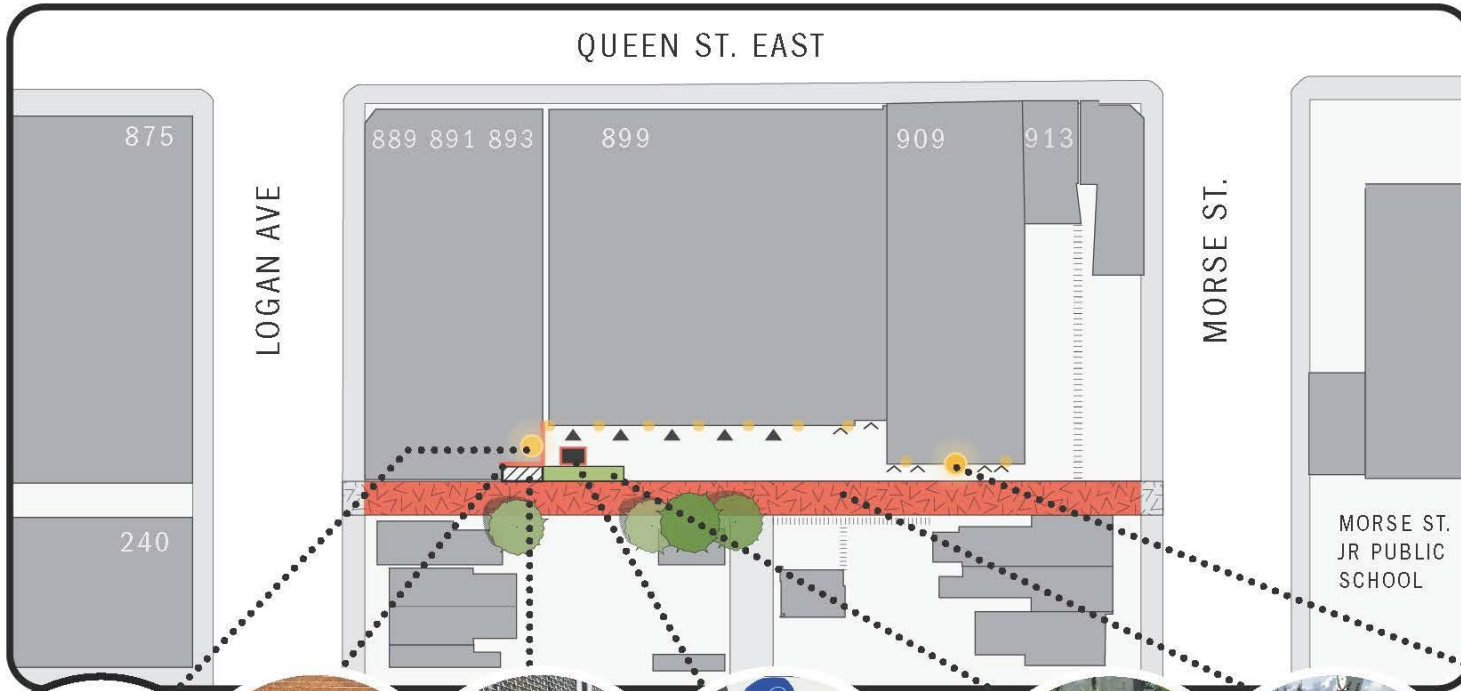 QUEEN ST. EAST
875
889 891 893
899
909
913
LOGAN AVE
MORSE ST.
240
MORSE ST.
JR PUBLIC
SCHOOL